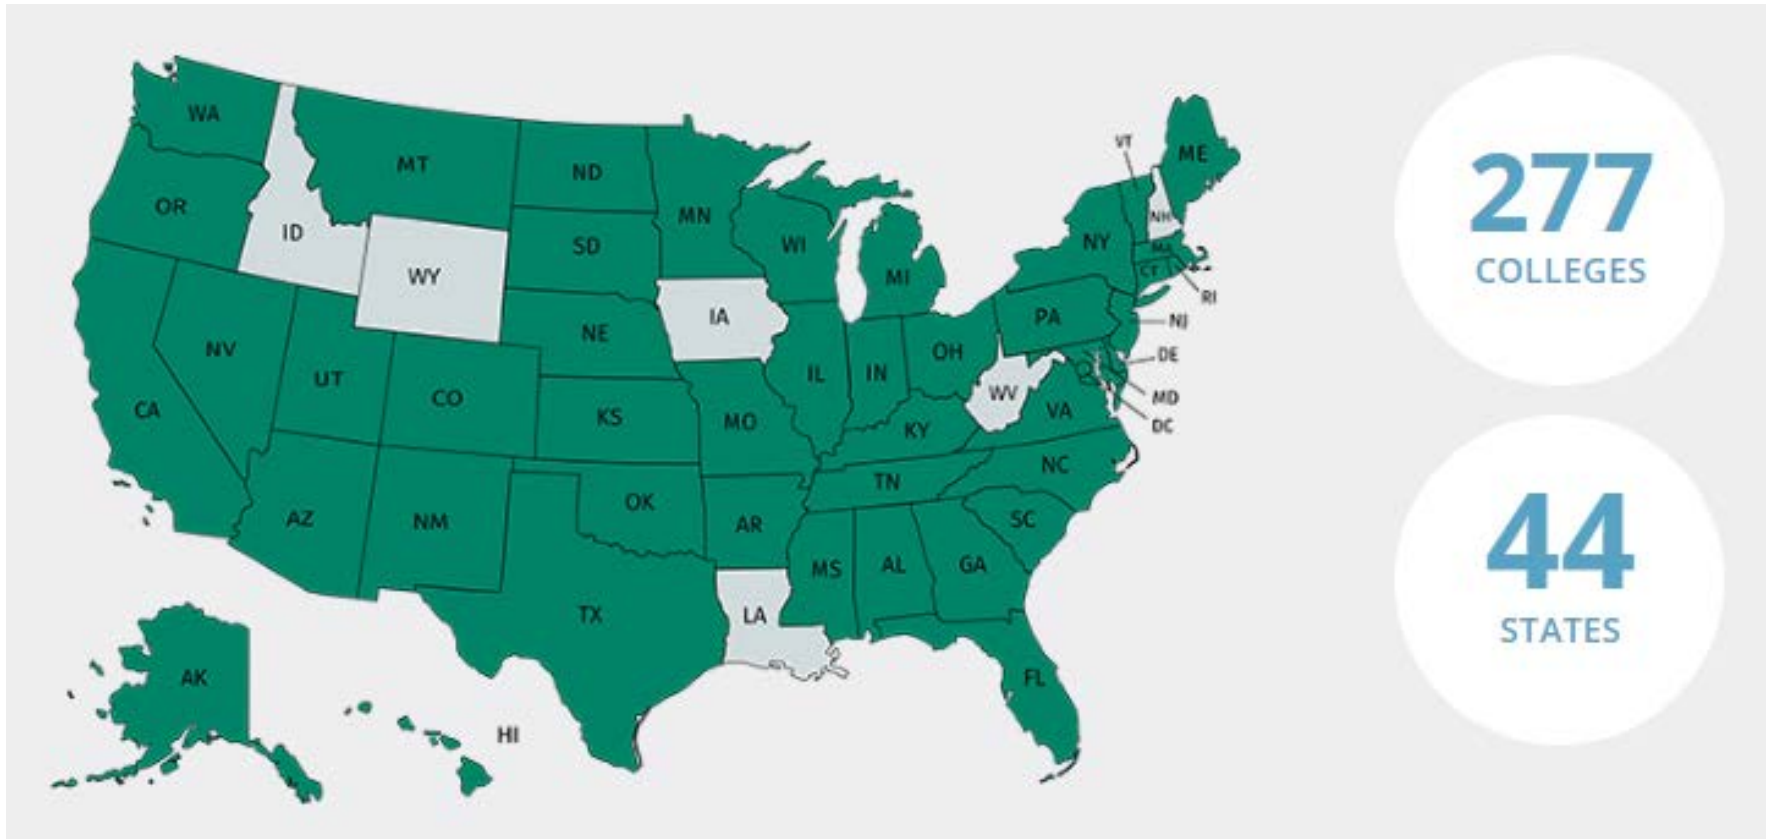 WA
MT
ND
MN
OR
ID
WY
SD
WI
MI
VT
ME
NH
NY
MA
CT
RI
NJ
PA
DE
MD
DC
NE
IA
IL
IN
OH
WV
VA
NV
UT
CO
CA
KS
MO
KY
NC
TN
AZ
NM
OK
AR
SC
MS
AL
GA
TX
LA
FL
AK
HI
277
COLLEGES
44
STATES